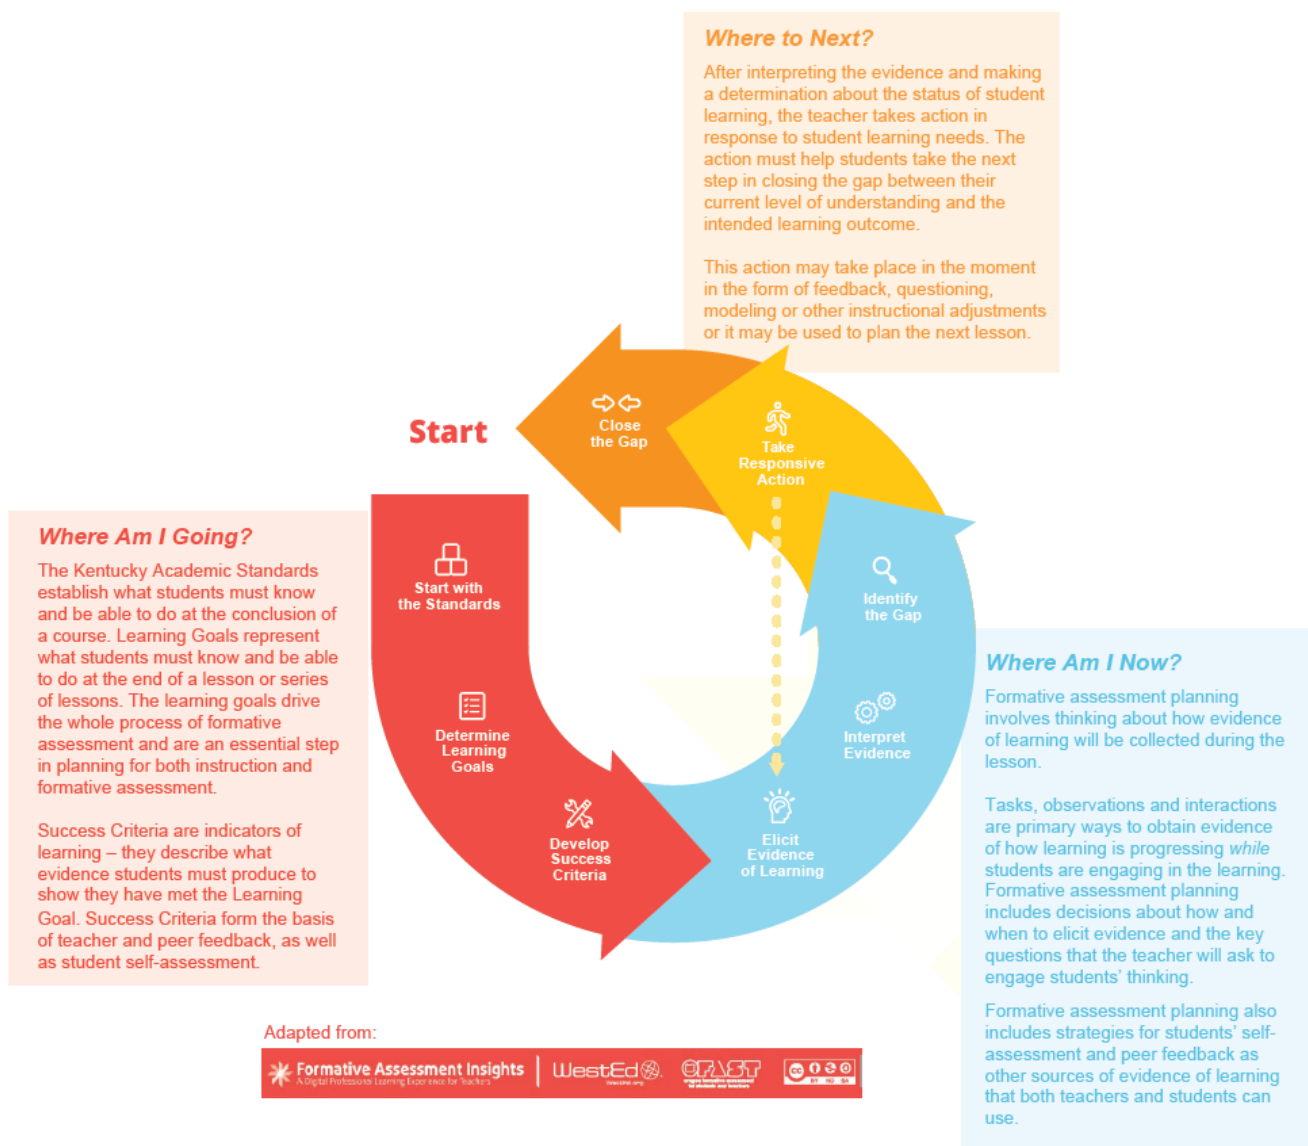 Where to Next?
After interpreting the evidence and making
a determination about the status of student
learning, the teacher takes action in
response to student learning needs. The
action must help students take the next
step in closing the gap between their
current level of understanding and the
intended learning outcome.
This action may take place in the moment
in the form of feedback, questioning,
modeling or other instructional adjustments
or it may be used to plan the next lesson.
Start
Close
the Gap
Take
Responsive
Action
Where Am I Going?
The Kentucky Academic Standards
establish what students must know
and be able to do at the conclusion of
a course. Learning Goals represent
what students must know and be able
to do at the end of a lesson or series
of lessons. The learning goals drive
the whole process of formative
assessment and are an essential step
in planning for both instruction and
formative assessment.
Success Criteria are indicators of
learning – they describe what
evidence students must produce to
show they have met the Learning
Goal. Success Criteria form the basis
of teacher and peer feedback, as well
as student self-assessment.
Start with
the Standards
Determine
Learning
Goals
Develop
Success
Criteria
Elicit
Evidence
of Learning
Interpret
Evidence
Identify
the Gap
Where Am I Now?
Formative assessment planning
involves thinking about how evidence
of learning will be collected during the
lesson.
Tasks, observations and interactions
are primary ways to obtain evidence
of how learning is progressing while
students are engaging in the learning.
Formative assessment planning
includes decisions about how and
when to elicit evidence and the key
questions that the teacher will ask to
engage students' thinking.
Formative assessment planning also
includes strategies for students' self-
assessment and peer feedback as
other sources of evidence of learning
that both teachers and students can
use.
Adapted from:
Formative Assessment Insights
A Digital Professional Learning Experience for Teachers
WestEd
WestEd.org
OFAST
cc
BY NC SA